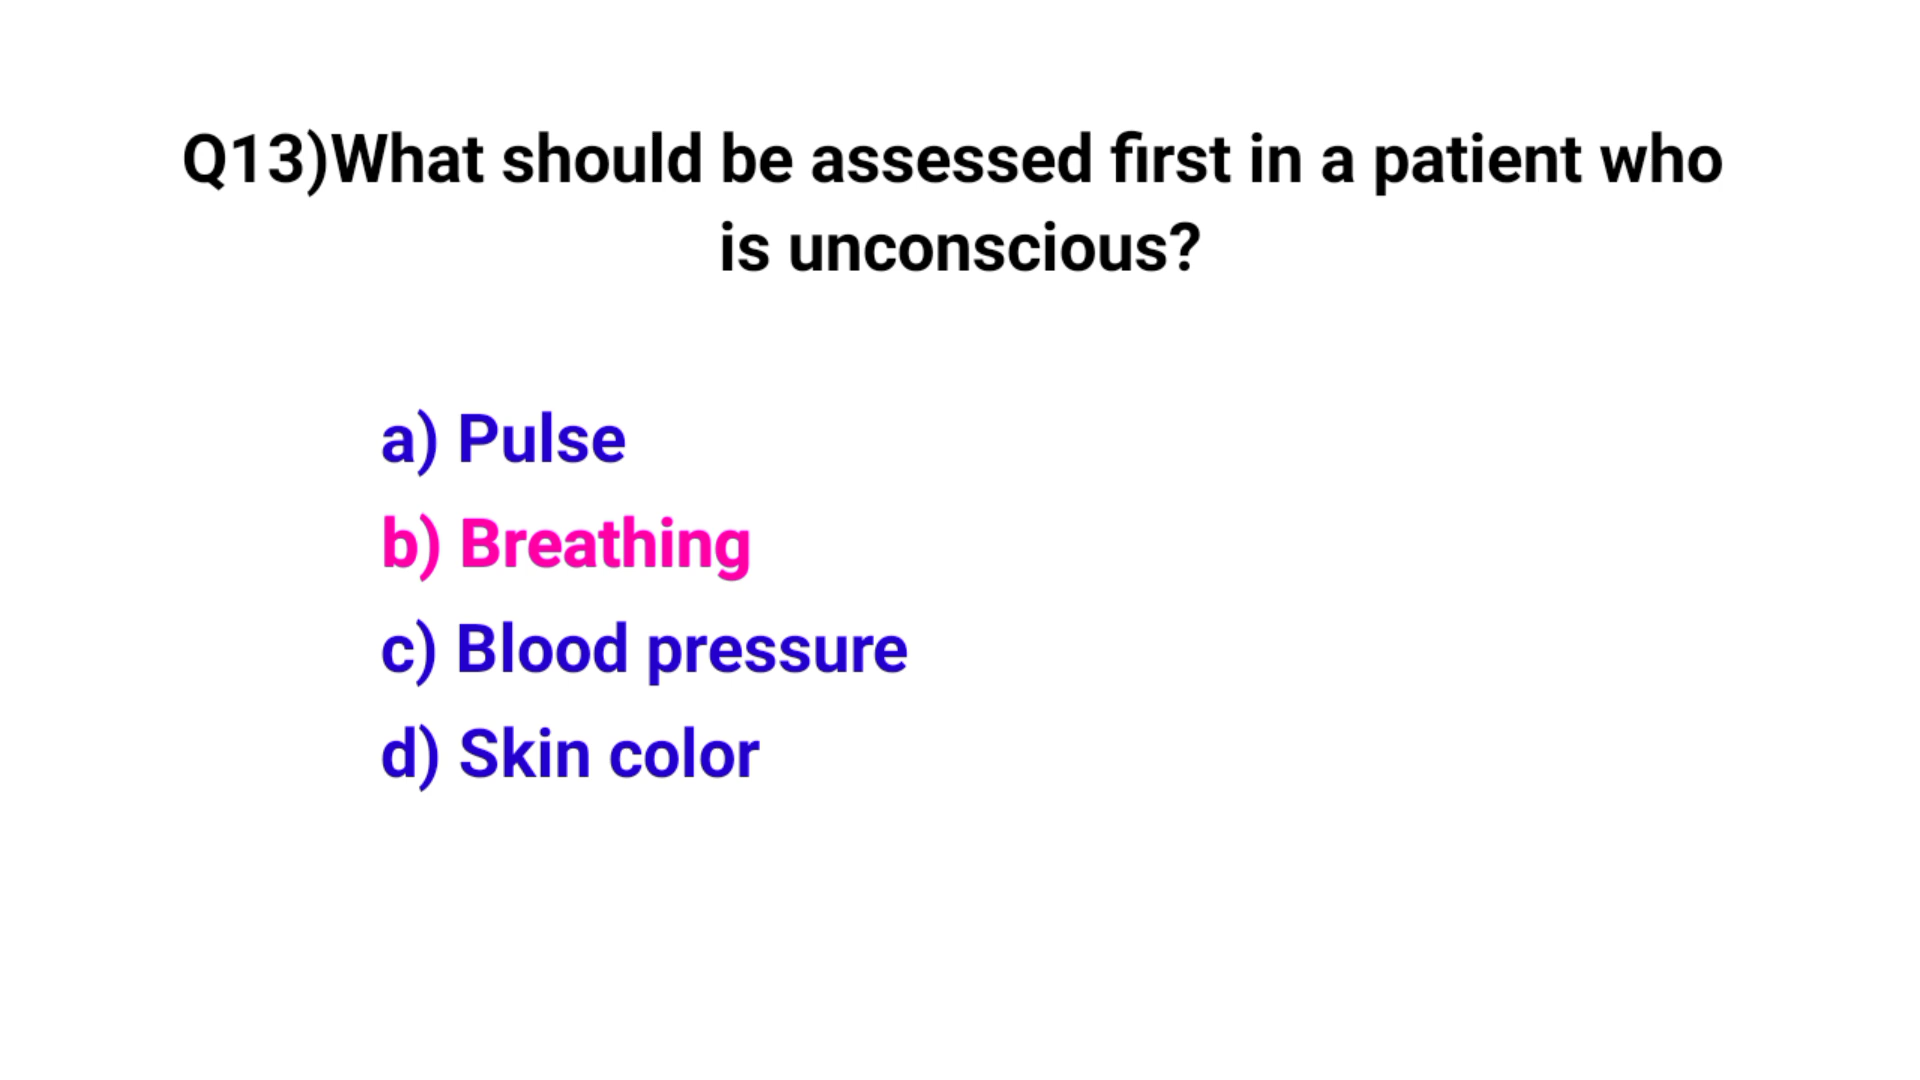 Q13)What should be assessed first in a patient who
is unconscious?
a) Pulse
b) Breathing
c) Blood pressure
d) Skin color